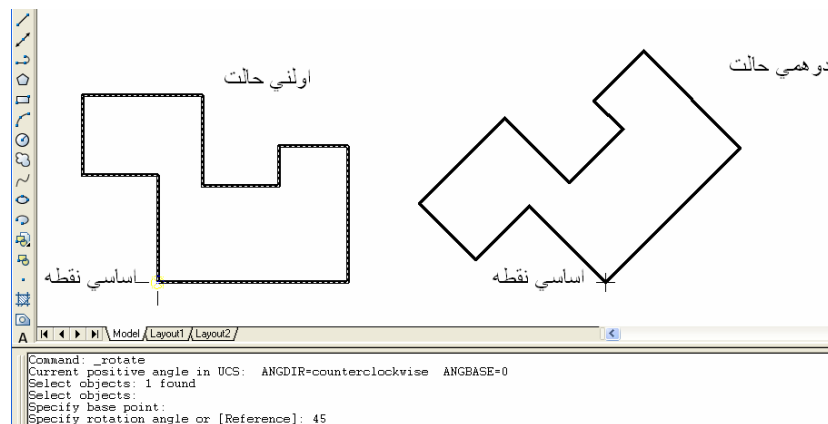 اولني حالت
دوهمي حالت
اساسي نقطه
اساسي نقطه
A
Model Layout1 Layout2
Command: _rotate
Current positive angle in UCS:  ANGDIR=counterclockwise  ANGBASE=0
Select objects: 1 found
Select objects:
Specify base point:
Specify rotation angle or [Reference]: 45